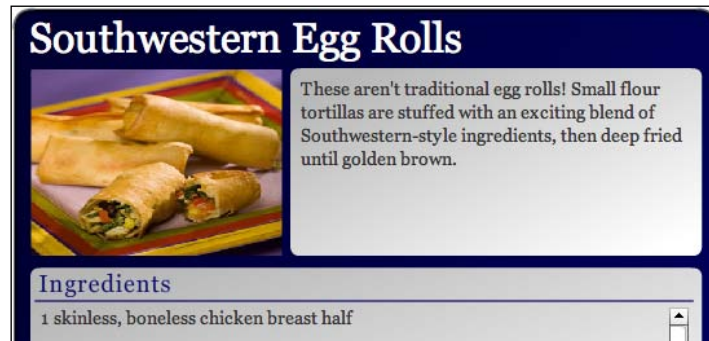 Southwestern Egg Rolls
These aren't traditional egg rolls! Small flour
tortillas are stuffed with an exciting blend of
Southwestern-style ingredients, then deep fried
until golden brown.
Ingredients
1 skinless, boneless chicken breast half